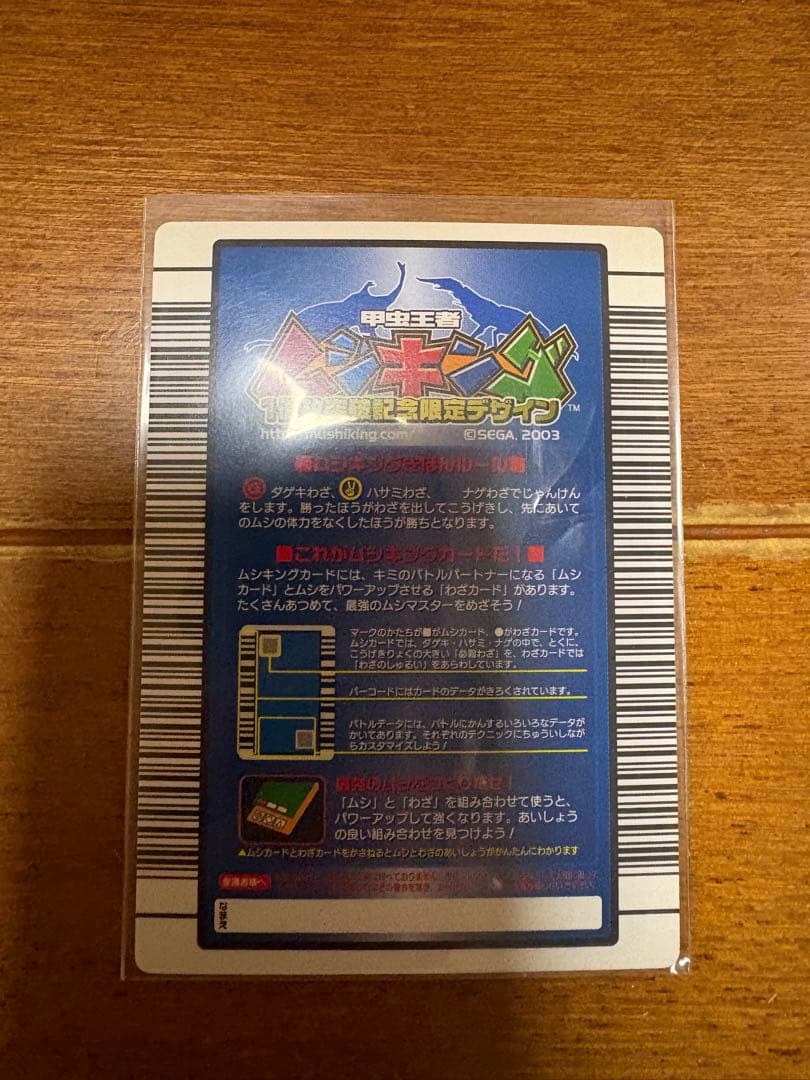 甲虫王者
ムシキング
突破記念限定デザイン™
http://mushiking.com/ ©SEGA, 2003
ムシキングきほんルール
ダゲキわざ、ハサミわざ、 ナゲわざでじゃんけん
をします。勝ったほうがわざを出してこうげきし、先にあいて
のムシの体力をなくしたほうが勝ちとなります。
■これがムシキングカードだ！■
ムシキングカードには、キミのバトルパートナーになる「ムシ
カード」とムシをパワーアップさせる「わざカード」があります。
たくさんあつめて、最強のムシマスターをめざそう！
マークのかたちが■がムシカード、●がわざカードです。
ムシカードでは、ダゲキ・ハサミ・ナゲの中で、とくに、
こうげきりょくの大きい「必殺わざ」を、わざカードでは
「わざのしゅるい」をあらわしています。
バーコードにはカードのデータがきろくされています。
バトルデータには、バトルにかんするいろいろなデータが
かいてあります。それぞれのテクニックにちゅういしなが
らカスタマイズしよう！
のムシをつくり出せ！
「ムシ」と「わざ」を組み合わせて使うと、
パワーアップして強くなります。あいしょう
の良い組み合わせを見つけよう！
▲ムシカードとわざカードをかさねるとムシとわざのあいしょうがかんたんにわかります
保護者様へ
なまえ